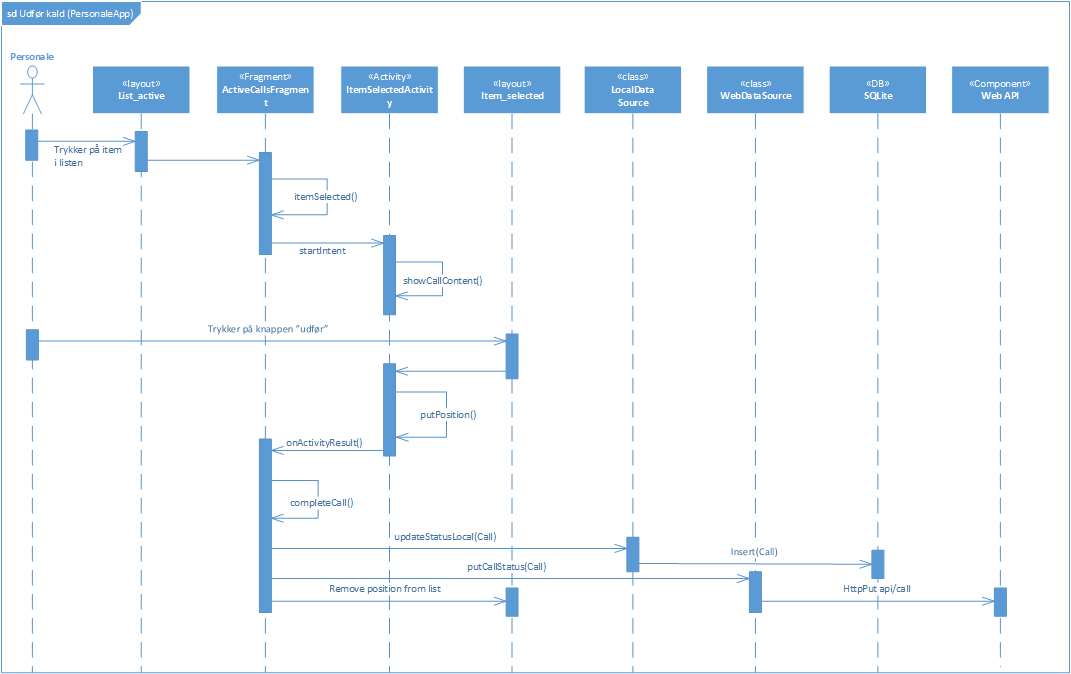 sd Udfør kald (PersonaleApp)
Personale
«layout»
List_active
«Fragment»
ActiveCallsFragmen
t
«Activity»
ItemSelectedActivit
y
«layout»
Item_selected
«class»
LocalData
Source
«class»
WebDataSource
«DB»
SQLite
«Component»
Web API
Trykker på item
i listen
itemSelected()
startIntent
showCallContent()
Trykker på knappen "udfør"
putPosition()
onActivityResult()
completeCall()
updateStatusLocal(Call)
Insert(Call)
putCallStatus(Call)
Remove position from list
HttpPut api/call